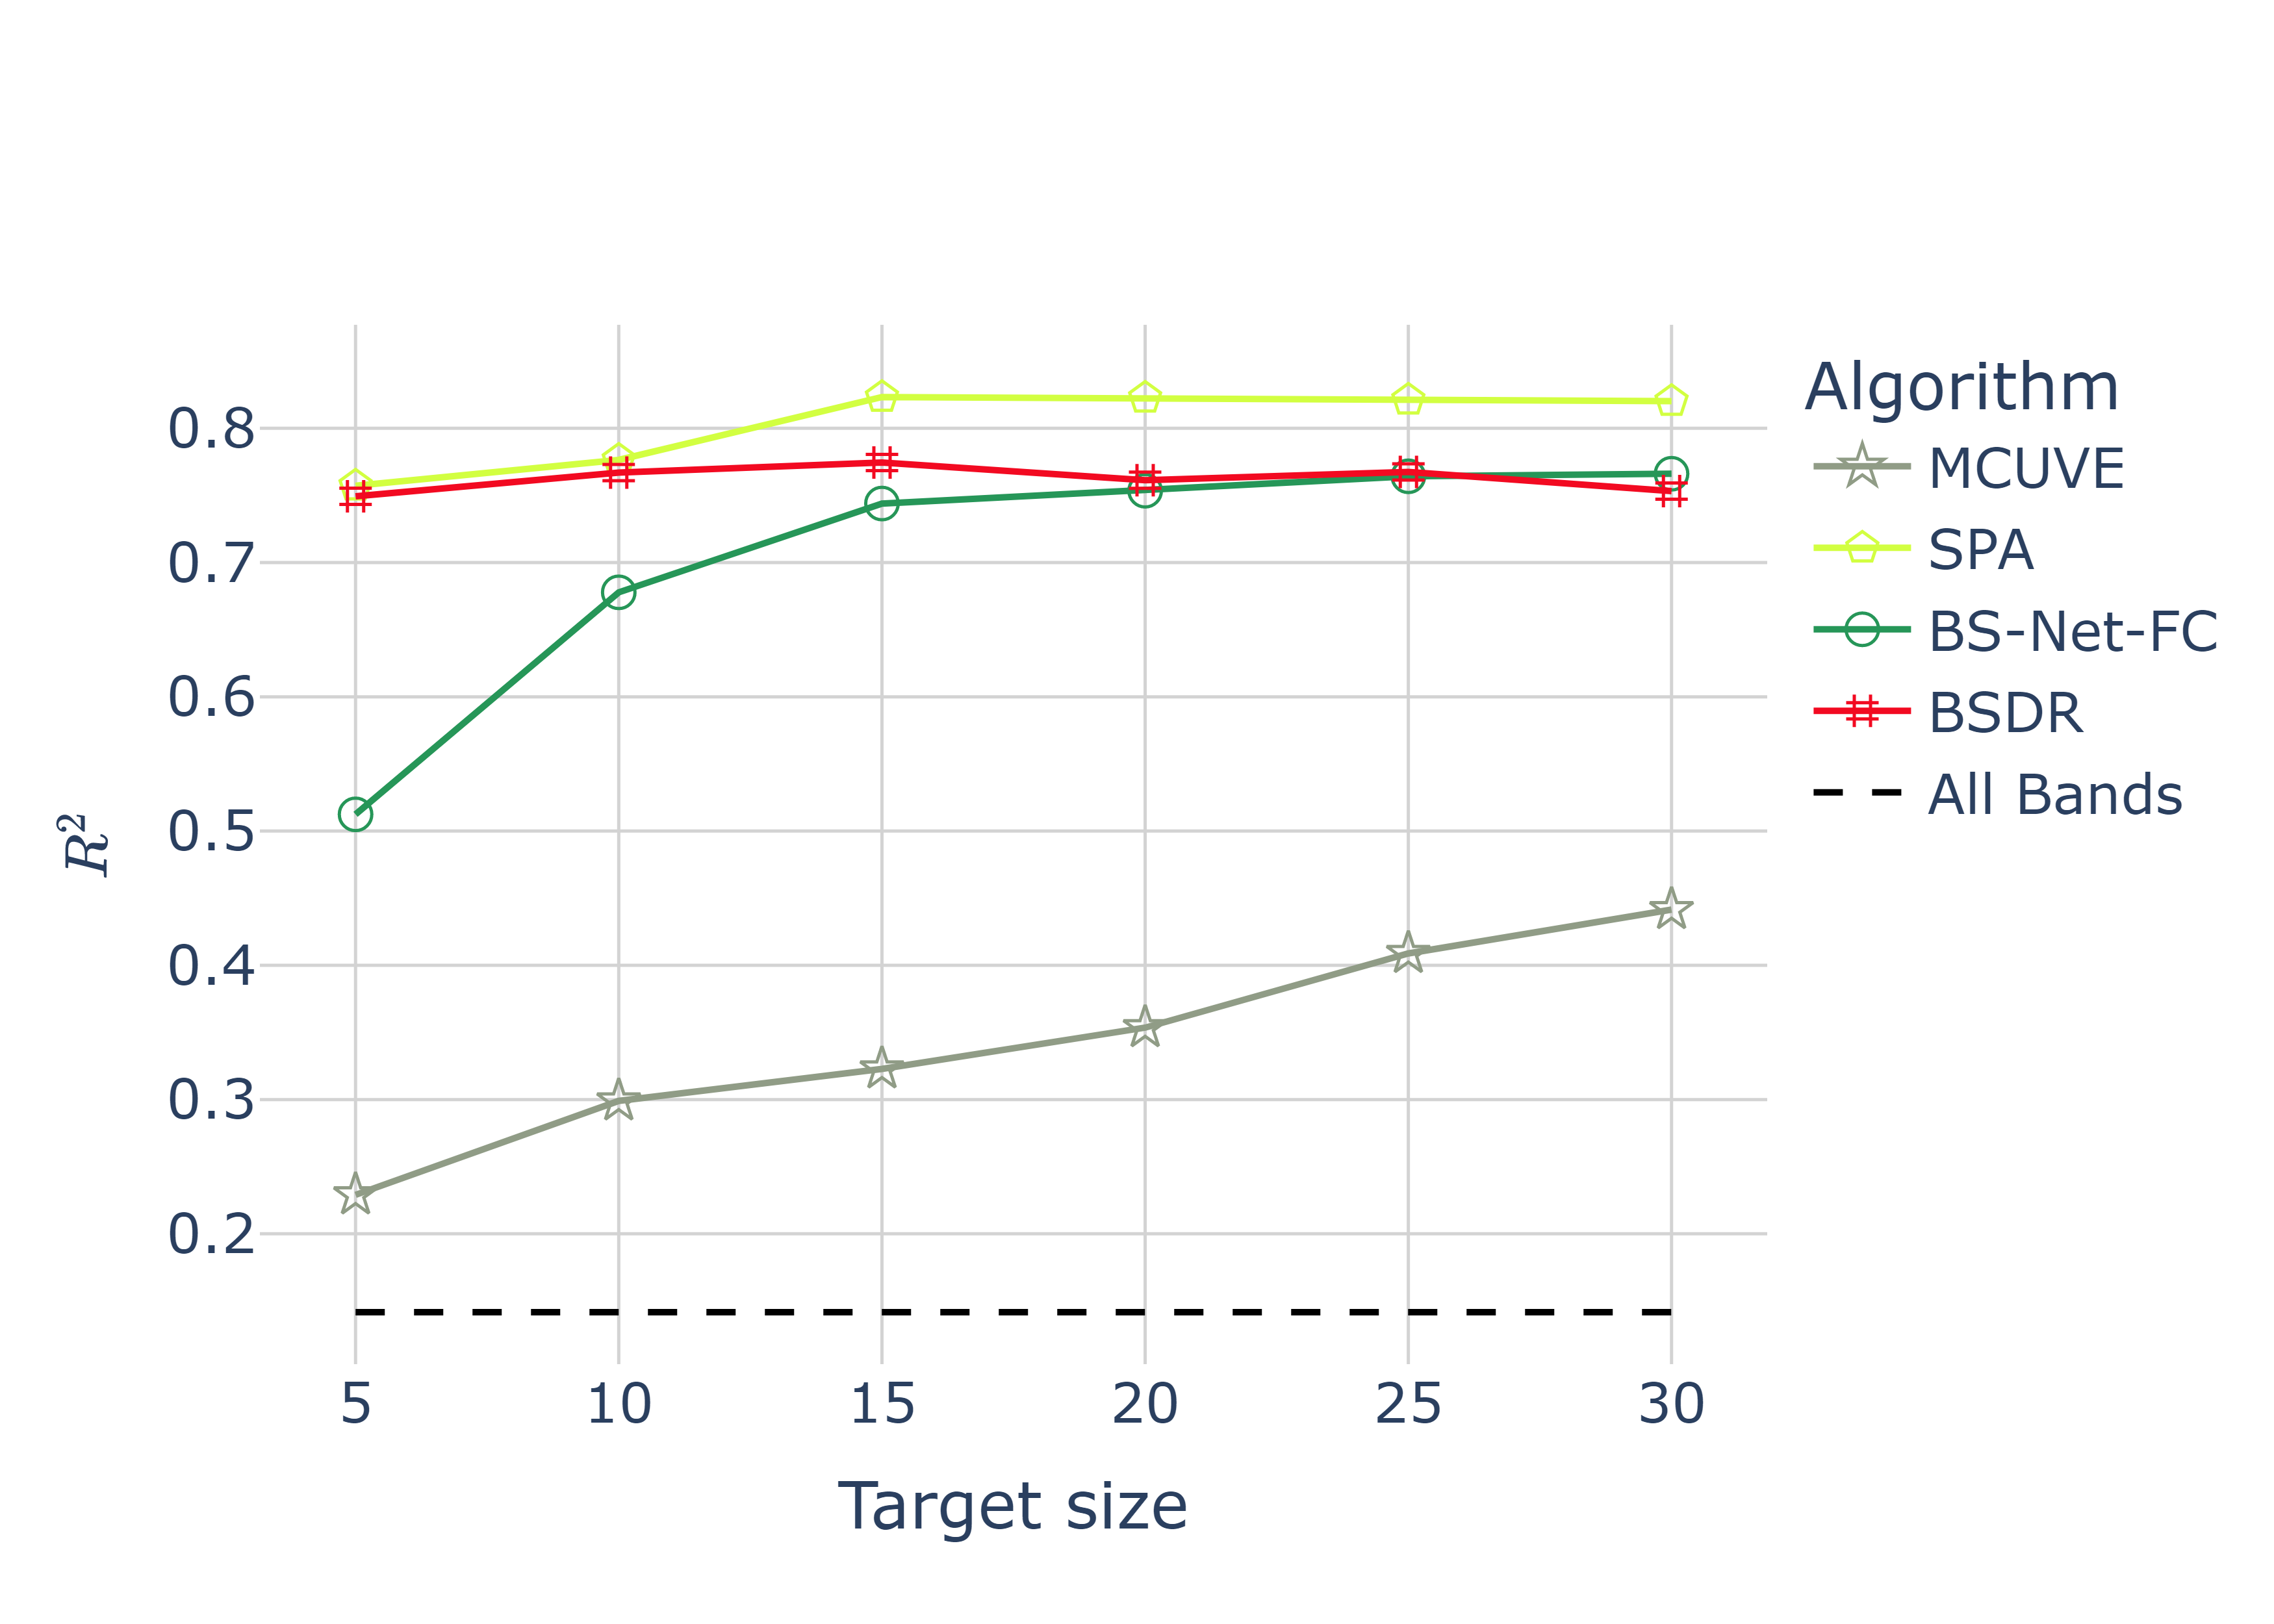 0.8
0.7
0.6
0.5
0.4
0.3
0.2
R²
5 10 15 20 25 30
Target size
Algorithm
MCUVE
SPA
BS-Net-FC
BSDR
All Bands